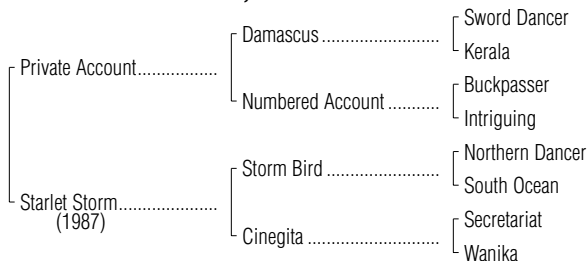 Sword Dancer
Damascus ........................
Kerala
Private Account................
Buckpasser
Numbered Account ...........
Intriguing
Northern Dancer
Storm Bird .......................
South Ocean
Starlet Storm....................
(1987)
Secretariat
Cinegita ...........................
Wanika